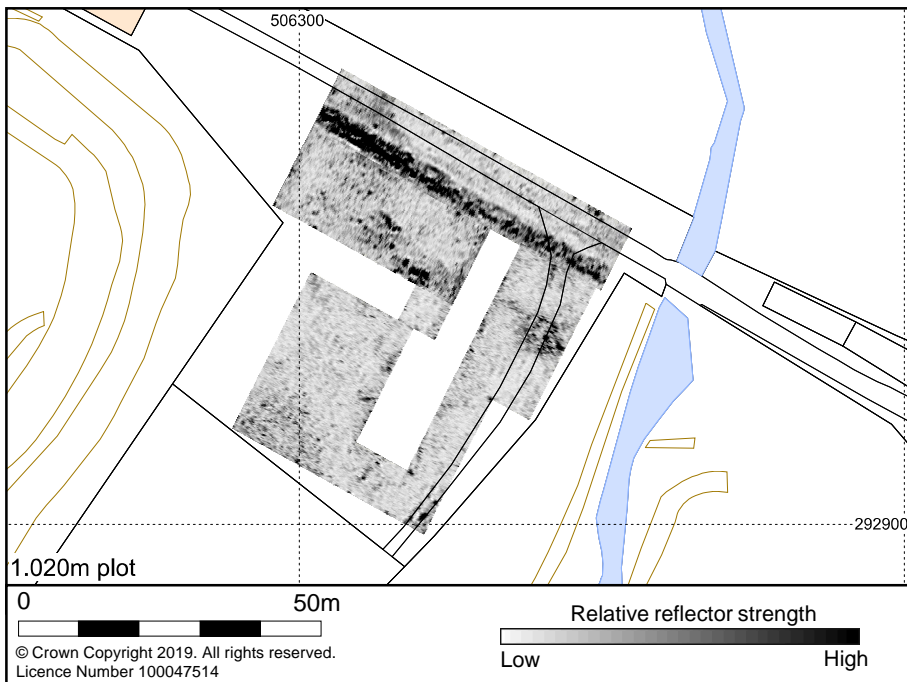 506300
292900
1.020m plot
0 50m
© Crown Copyright 2019. All rights reserved.
Licence Number 100047514
Relative reflector strength
Low High